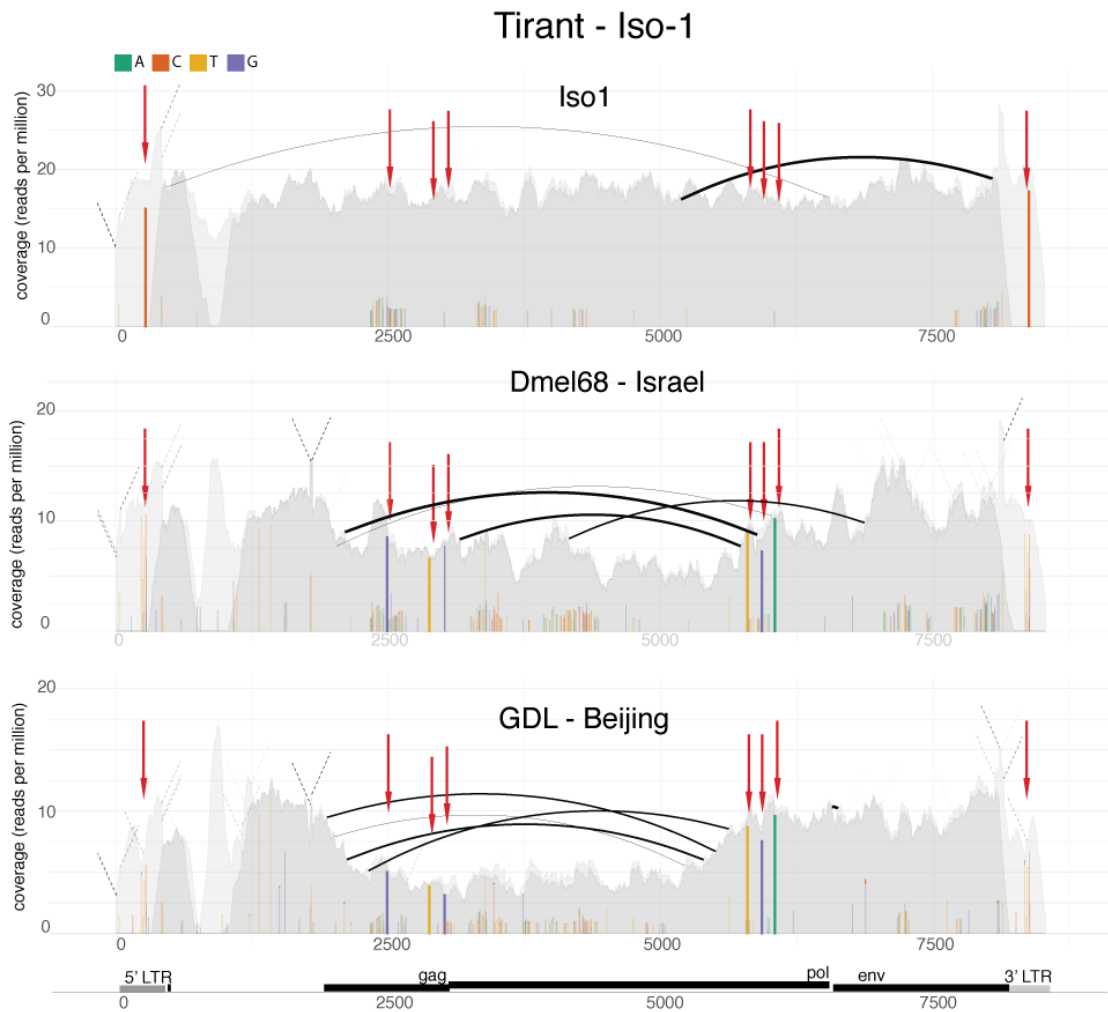 Tirant - Iso-1
A C T G
Iso1
coverage (reads per million)
30
20
10
0
0 2500 5000 7500
Dmel68 - Israel
coverage (reads per million)
20
10
0
0 2500 5000 7500
GDL - Beijing
coverage (reads per million)
20
10
0
0 2500 5000 7500
5' LTR gag pol env 3' LTR
0 2500 5000 7500